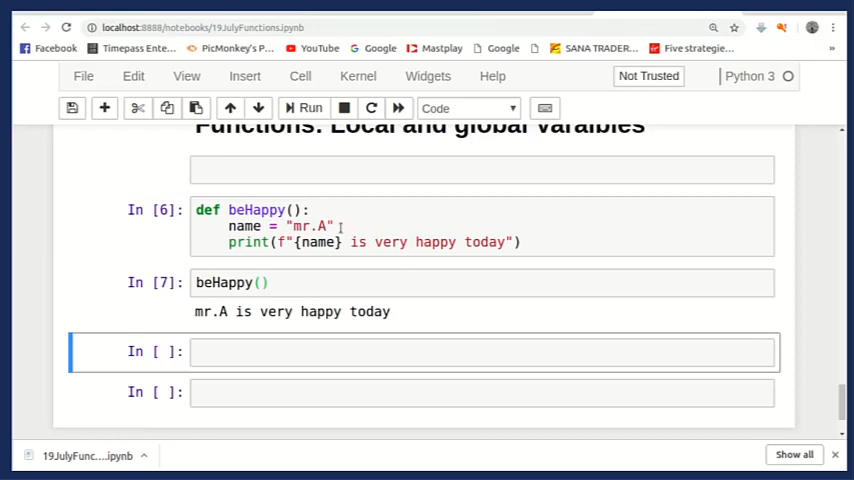 localhost:8888/notebooks/19JulyFunctions.ipynb
Facebook Timepass Ente... PicMonkey's P... YouTube Google Mastplay Google SANA TRADER... Five strategie... »
File Edit View Insert Cell Kernel Widgets Help Not Trusted Python 3
Run Code
Functions: Local and global varaibles
In [6]: def beHappy():
name = "mr.A"
print(f"{name} is very happy today")
In [7]: beHappy()
mr.A is very happy today
In [ ]:
In [ ]:
19JulyFunc....ipynb Show all